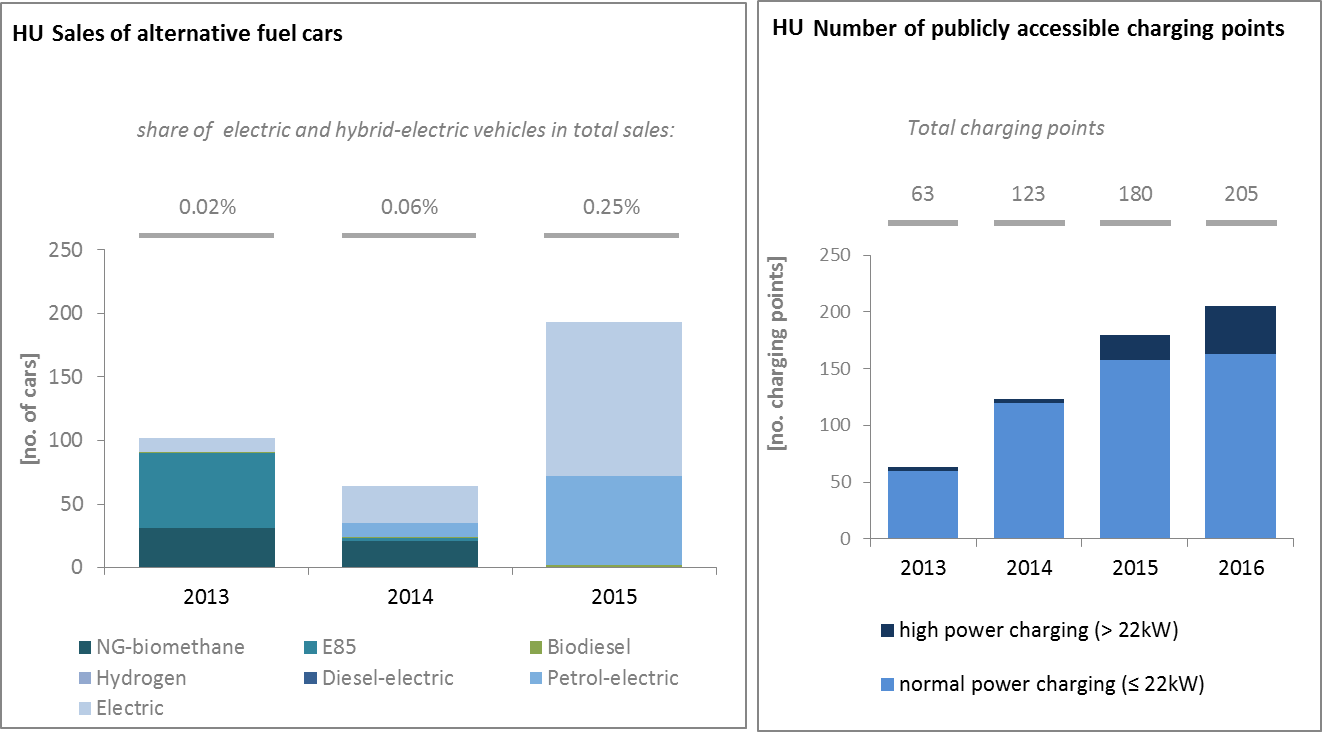 HU Sales of alternative fuel cars
share of electric and hybrid-electric vehicles in total sales:
0.02% 0.06% 0.25%
[no. of cars]
250
200
150
100
50
0
2013 2014 2015
NG-biomethane E85 Biodiesel
Hydrogen Diesel-electric Petrol-electric
Electric
HU Number of publicly accessible charging points
Total charging points
63 123 180 205
[no. charging points]
250
200
150
100
50
0
2013 2014 2015 2016
high power charging (> 22kW)
normal power charging (≤ 22kW)